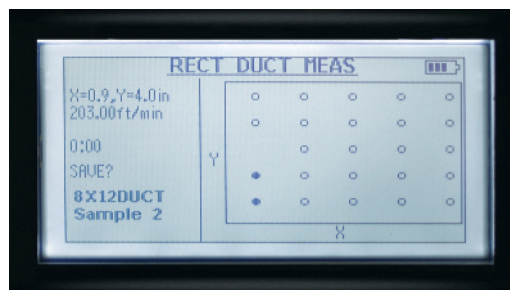 RECT DUCT MEAS
X=0.9,Y=4.0in
203.00ft/min
0:00
SAVE?
8X12DUCT
Sample 2
Y
X